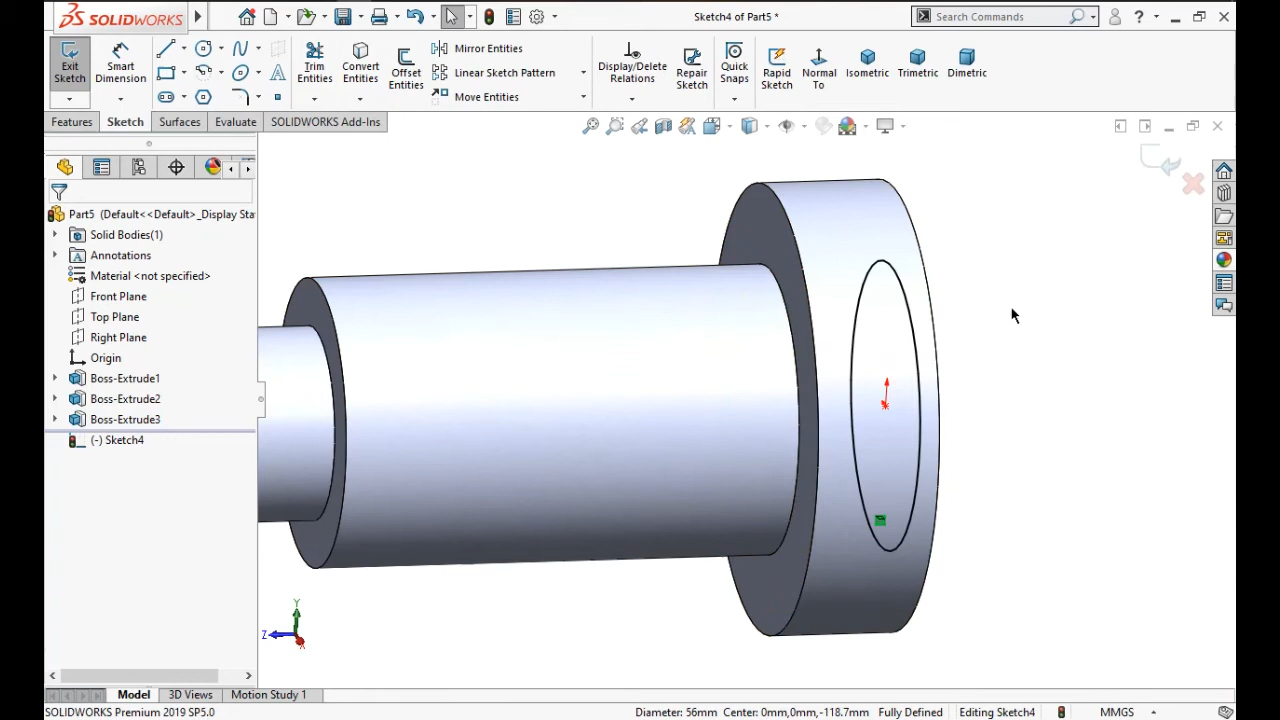 SOLIDWORKS
Sketch4 of Part5 *
Search Commands
Exit Sketch
Smart Dimension
Trim Entities
Convert Entities
Offset Entities
Mirror Entities
Linear Sketch Pattern
Move Entities
Display/Delete Relations
Repair Sketch
Quick Snaps
Rapid Sketch
Normal To
Isometric
Trimetric
Dimetric
Features
Sketch
Surfaces
Evaluate
SOLIDWORKS Add-Ins
Part5 (Default<<Default>_Display Sta
Solid Bodies(1)
Annotations
Material <not specified>
Front Plane
Top Plane
Right Plane
Origin
Boss-Extrude1
Boss-Extrude2
Boss-Extrude3
(-) Sketch4
Y
Z
X
Model
3D Views
Motion Study 1
SOLIDWORKS Premium 2019 SP5.0
Diameter: 56mm Center: 0mm,0mm,-118.7mm
Fully Defined
Editing Sketch4
MMGS